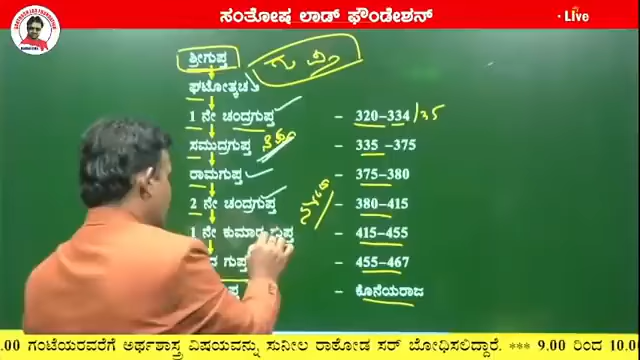 ಸಂತೋಷ ಲಾಡ್ ಫೌಂಡೇಶನ್
Live
ಶ್ರೀಗುಪ್ತ
ಘಟೋತ್ಕಚ
1 ನೇ ಚಂದ್ರಗುಪ್ತ - 320-334/35
ಸಮುದ್ರಗುಪ್ತ - 335-375
ರಾಮಗುಪ್ತ - 375-380
2 ನೇ ಚಂದ್ರಗುಪ್ತ - 380-415
1 ನೇ ಕುಮಾರ ಗುಪ್ತ - 415-455
ಗುಪ್ತ - 455-467
- ಕೊನೆಯರಾಜ
.00 ಗಂಟೆಯರವರೆಗೆ ಅರ್ಥಶಾಸ್ತ್ರ ವಿಷಯವನ್ನು ಸುನೀಲ ರಾಠೋಡ ಸರ್ ಬೋಧಿಸಲಿದ್ದಾರೆ. *** 9.00 ರಿಂದ 10.0